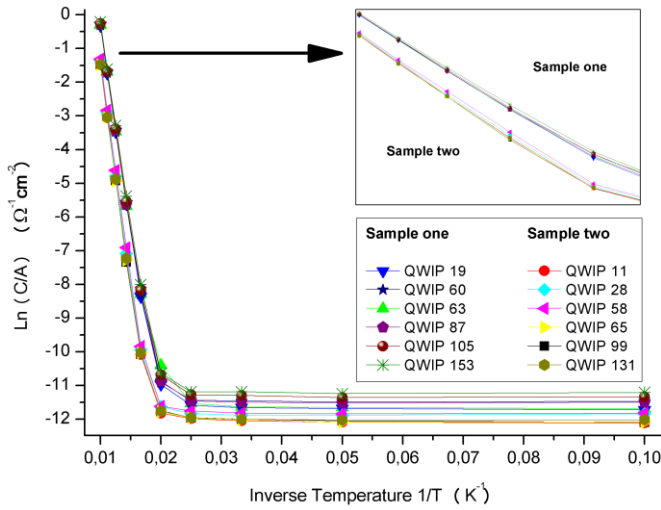 Ln (C/A) (Ω-1cm-2)
0
-1
-2
-3
-4
-5
-6
-7
-8
-9
-10
-11
-12
Sample one
Sample two
Sample one Sample two
QWIP 19 QWIP 11
QWIP 60 QWIP 28
QWIP 63 QWIP 58
QWIP 87 QWIP 65
QWIP 105 QWIP 99
QWIP 153 QWIP 131
0,01 0,02 0,03 0,04 0,05 0,06 0,07 0,08 0,09 0,10
Inverse Temperature 1/T (K-1)